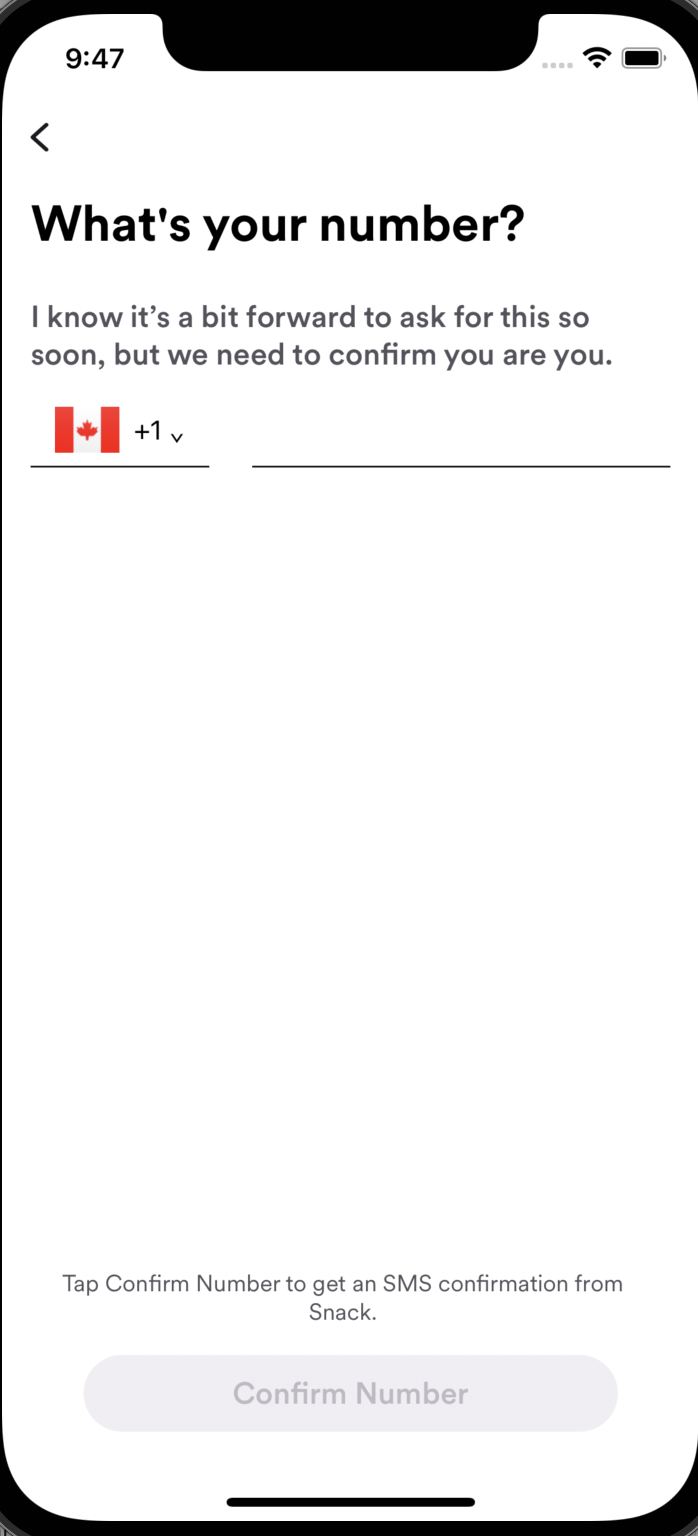 9:47
What's your number?
I know it’s a bit forward to ask for this so
soon, but we need to confirm you are you.
+1
Tap Confirm Number to get an SMS confirmation from
Snack.
Confirm Number